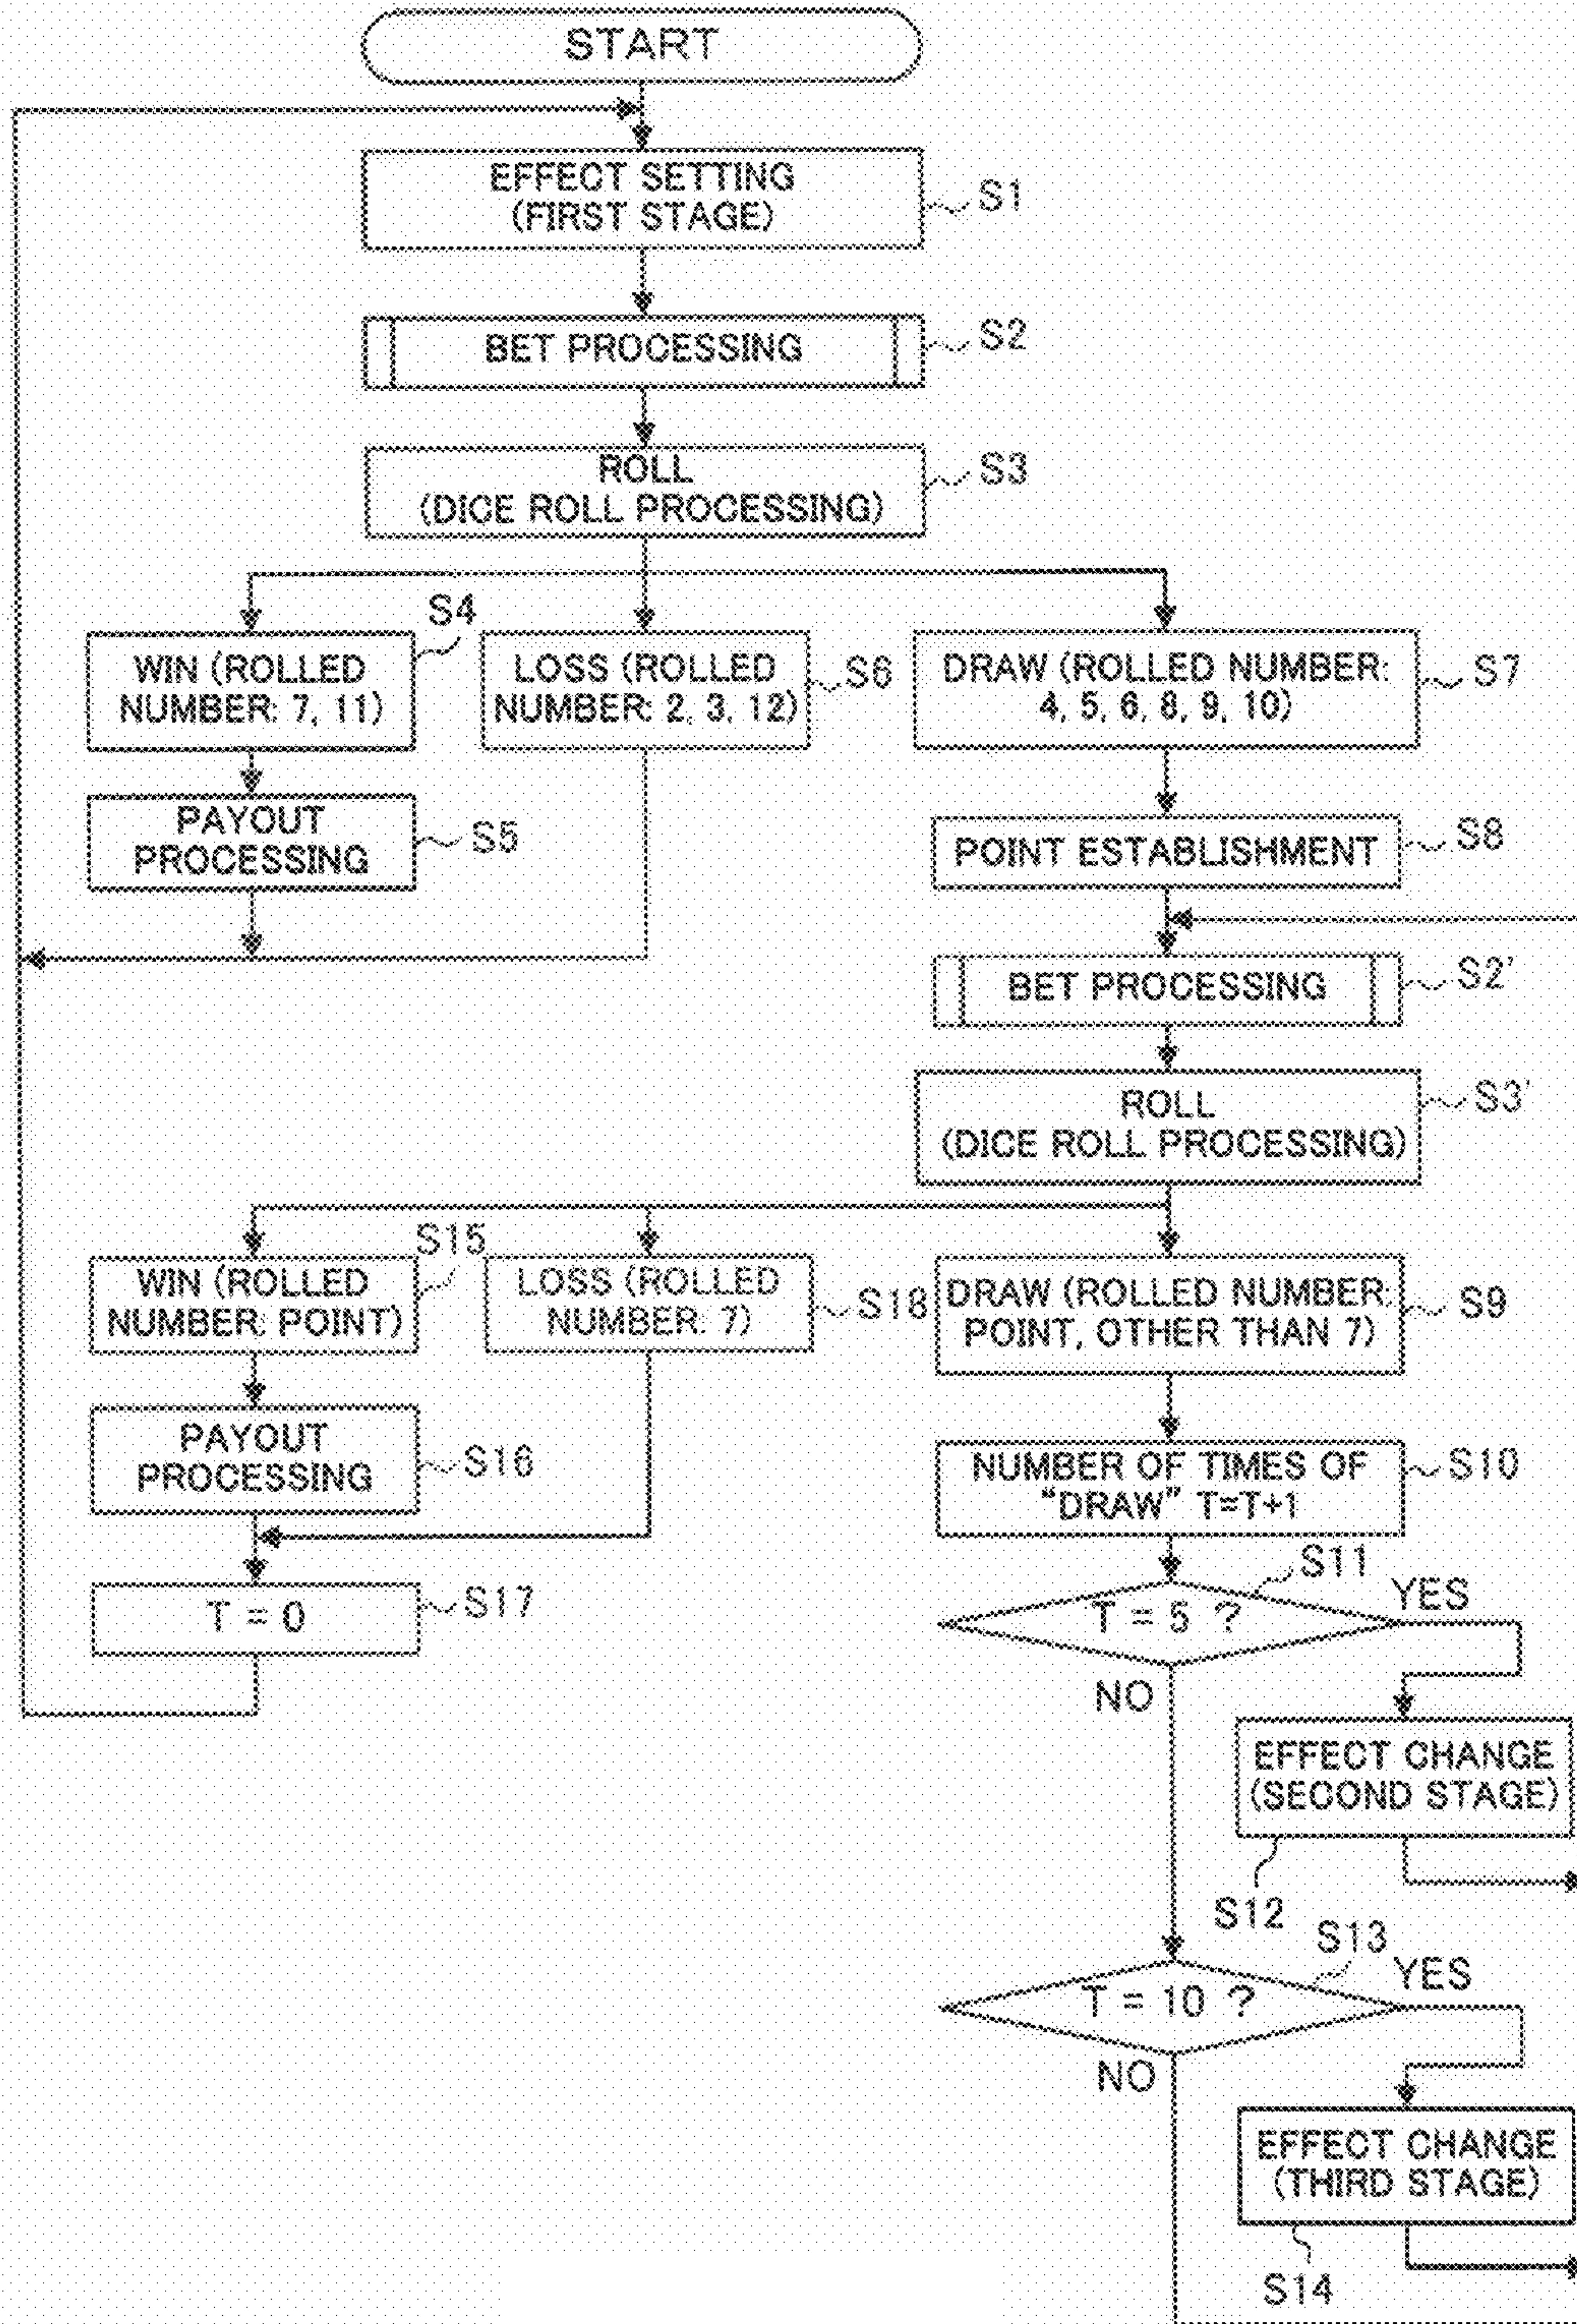 START
EFFECT SETTING
(FIRST STAGE)
S1
BET PROCESSING
S2
ROLL
(DICE ROLL PROCESSING)
S3
WIN (ROLLED
NUMBER: 7, 11)
S4
LOSS (ROLLED
NUMBER: 2, 3, 12)
S6
DRAW (ROLLED NUMBER:
4, 5, 6, 8, 9, 10)
S7
PAYOUT
PROCESSING
S5
POINT ESTABLISHMENT
S8
BET PROCESSING
S2'
ROLL
(DICE ROLL PROCESSING)
S3'
WIN (ROLLED
NUMBER: POINT)
S15
LOSS (ROLLED
NUMBER: 7)
S18
DRAW (ROLLED NUMBER:
POINT, OTHER THAN 7)
S9
PAYOUT
PROCESSING
S16
NUMBER OF TIMES OF
“DRAW” T=T+1
S10
T = 0
S17
T = 5 ?
S11
YES
NO
EFFECT CHANGE
(SECOND STAGE)
S12
T = 10 ?
S13
YES
NO
EFFECT CHANGE
(THIRD STAGE)
S14